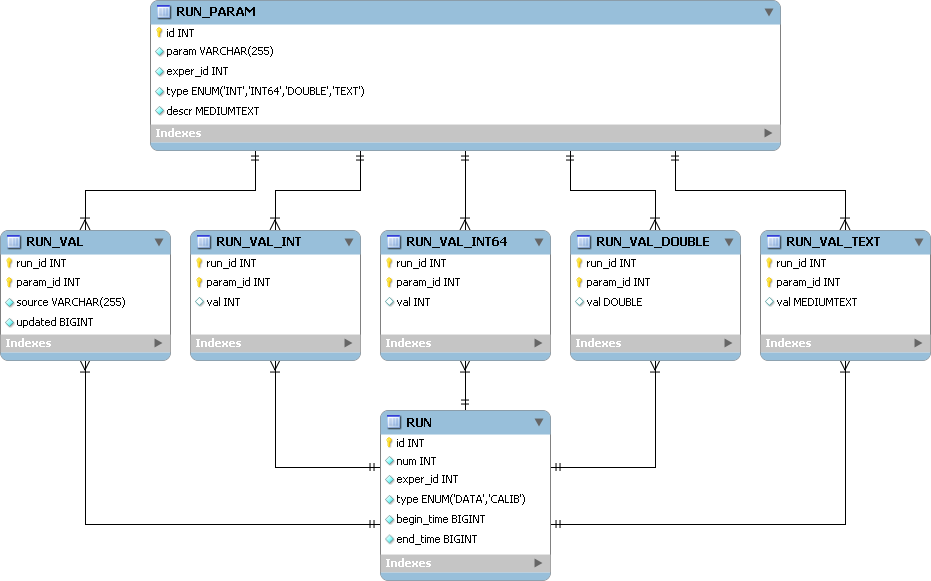 RUN_PARAM
id INT
param VARCHAR(255)
exper_id INT
type ENUM('INT','INT64','DOUBLE','TEXT')
descr MEDIUMTEXT
Indexes
RUN_VAL
run_id INT
param_id INT
source VARCHAR(255)
updated BIGINT
Indexes
RUN_VAL_INT
run_id INT
param_id INT
val INT
Indexes
RUN_VAL_INT64
run_id INT
param_id INT
val INT
Indexes
RUN_VAL_DOUBLE
run_id INT
param_id INT
val DOUBLE
Indexes
RUN_VAL_TEXT
run_id INT
param_id INT
val MEDIUMTEXT
Indexes
RUN
id INT
num INT
exper_id INT
type ENUM('DATA','CALIB')
begin_time BIGINT
end_time BIGINT
Indexes